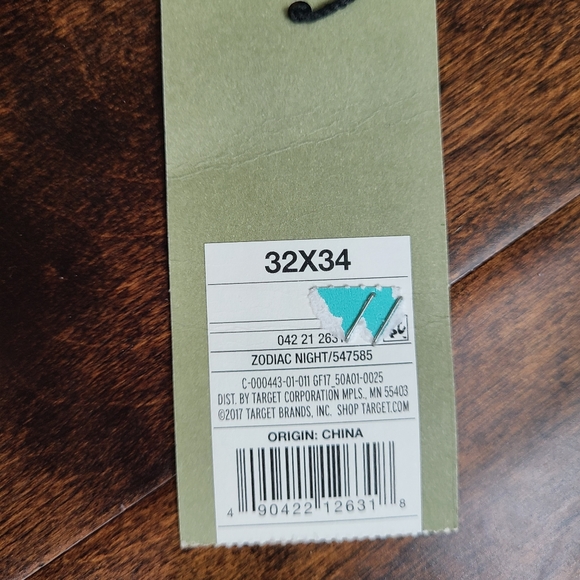 32X34
042 21 2631
ZODIAC NIGHT/547585
C-000443-01-011 GF17_50A01-0025
DIST. BY TARGET CORPORATION MPLS., MN 55403
©2017 TARGET BRANDS, INC. SHOP TARGET.COM
ORIGIN: CHINA
4 90422 12631 8